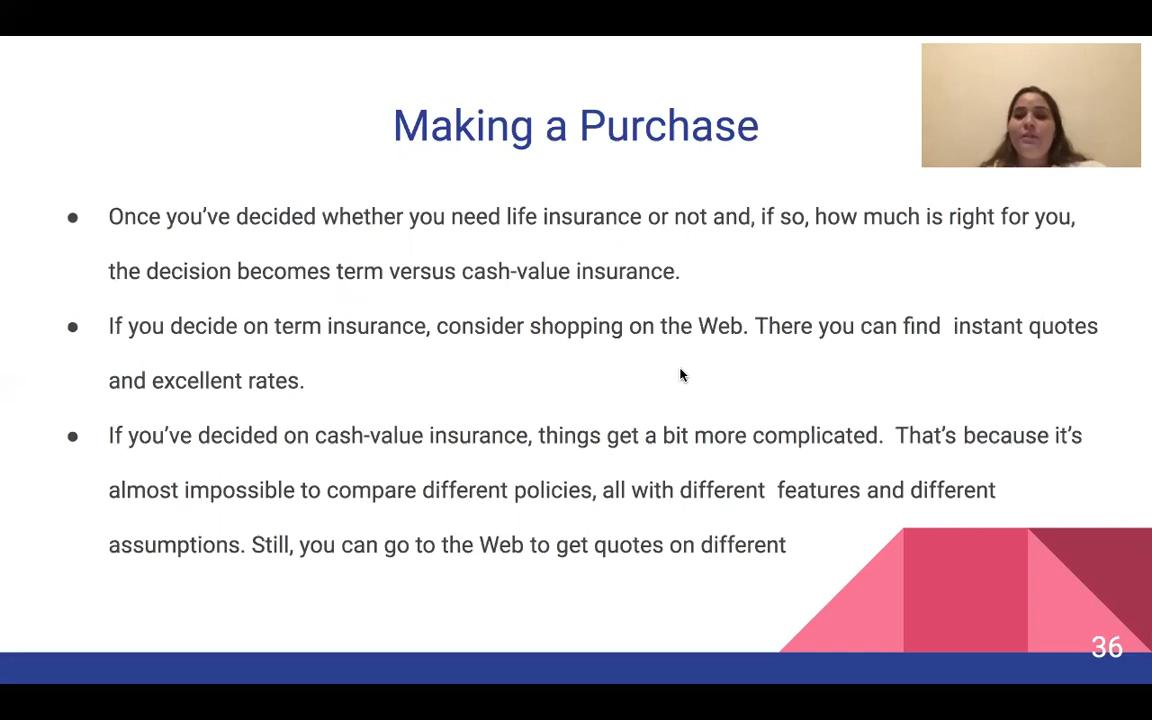 Making a Purchase
● Once you’ve decided whether you need life insurance or not and, if so, how much is right for you,
the decision becomes term versus cash-value insurance.
● If you decide on term insurance, consider shopping on the Web. There you can find  instant quotes
and excellent rates.
● If you’ve decided on cash-value insurance, things get a bit more complicated.  That’s because it’s
almost impossible to compare different policies, all with different  features and different
assumptions. Still, you can go to the Web to get quotes on different
36